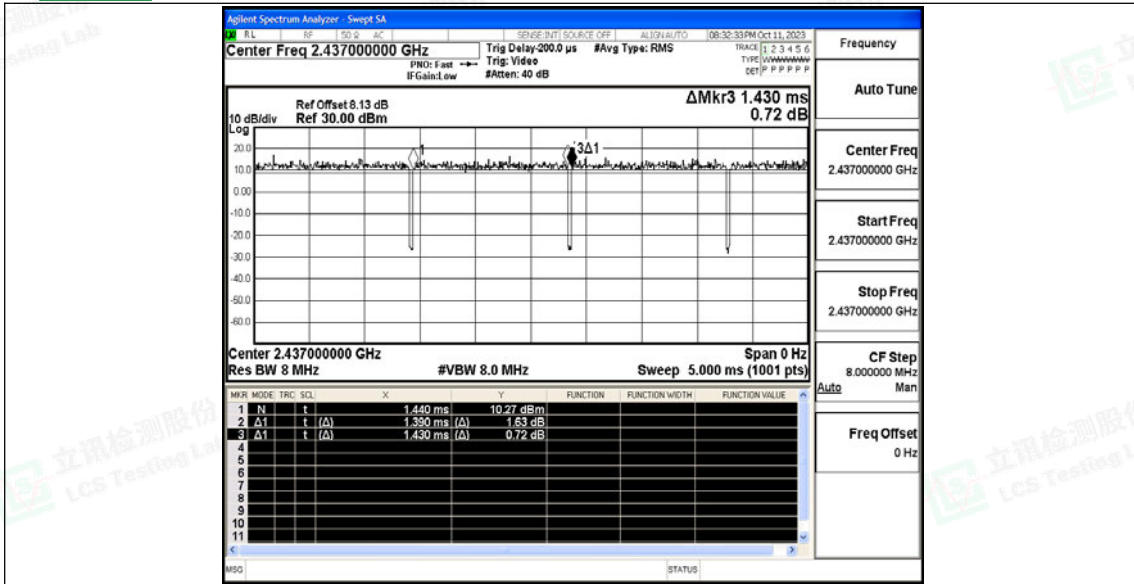 Agilent Spectrum Analyzer - Swept SA
RL RF 50 Ω AC SENSE:INT SOURCE OFF ALIGNAUTO 08:32:33 PM Oct 11, 2023
Center Freq 2.437000000 GHz
PNO: Fast
IFGain:Low
Trig Delay-200.0 µs #Avg Type: RMS
Trig: Video
#Atten: 40 dB
TRACE 1 2 3 4 5 6
TYPE WWWWWW
DET P P P P P P
Frequency
Auto Tune
Center Freq
2.437000000 GHz
Start Freq
2.437000000 GHz
Stop Freq
2.437000000 GHz
CF Step
8.000000 MHz
Auto Man
Freq Offset
0 Hz
ΔMkr3 1.430 ms
0.72 dB
Ref Offset 8.13 dB
10 dB/div Ref 30.00 dBm
Log
20.0
10.0
0.00
-10.0
-20.0
-30.0
-40.0
-50.0
-60.0
1
3Δ1
Center 2.437000000 GHz Span 0 Hz
Res BW 8 MHz #VBW 8.0 MHz Sweep 5.000 ms (1001 pts)
MKR MODE TRC SCL X Y FUNCTION FUNCTION WIDTH FUNCTION VALUE
1 N t 1.440 ms 10.27 dBm
2 Δ1 t (Δ) 1.390 ms (Δ) 1.63 dB
3 Δ1 t (Δ) 1.430 ms (Δ) 0.72 dB
4
5
6
7
8
9
10
11
MSG STATUS
立讯检测股份
LCS Testing Lab
立讯检测股份
LCS Testing L